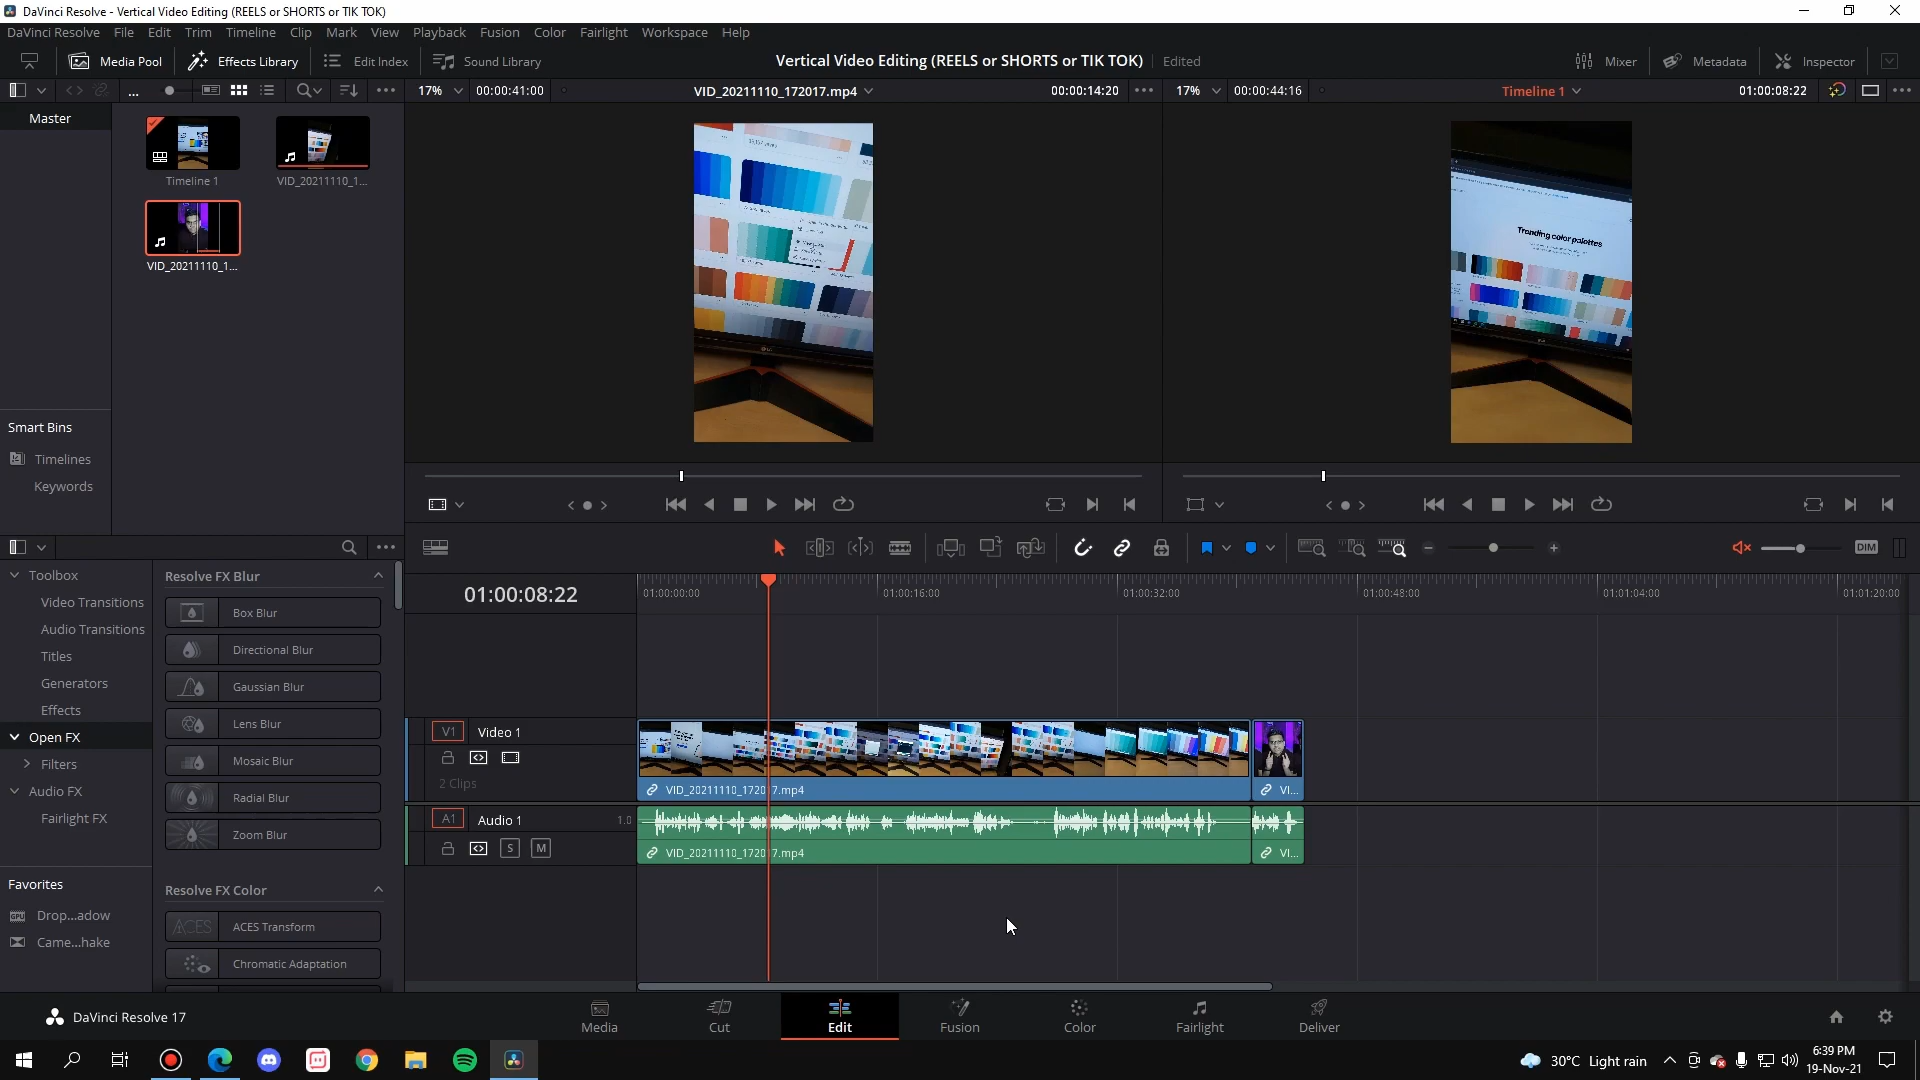 DaVinci Resolve - Vertical Video Editing (REELS or SHORTS or TIK TOK)
DaVinci Resolve File Edit Trim Timeline Clip Mark View Playback Fusion Color Fairlight Workspace Help
Media Pool Effects Library Edit Index Sound Library Vertical Video Editing (REELS or SHORTS or TIK TOK) Edited Mixer Metadata Inspector
... 17% 00:00:41:00 VID_20211110_172017.mp4 00:00:14:20 17% 00:00:44:16 Timeline 1 01:00:08:22
Master
Timeline 1 VID_20211110_1...
VID_20211110_1...
Trending color palettes
Smart Bins
Timelines
Keywords
DIM
Toolbox
Video Transitions
Audio Transitions
Titles
Generators
Effects
Open FX
Filters
Audio FX
Fairlight FX
Favorites
Drop...adow
Came...hake
Resolve FX Blur
Box Blur
Directional Blur
Gaussian Blur
Lens Blur
Mosaic Blur
Radial Blur
Zoom Blur
Resolve FX Color
ACES Transform
Chromatic Adaptation
01:00:08:22 01:00:00:00 01:00:16:00 01:00:32:00 01:00:48:00 01:01:04:00 01:01:20:00
V1 Video 1
2 Clips
VID_20211110_172017.mp4 VI...
A1 Audio 1 1.0
S M
VID_20211110_172017.mp4 VI...
DaVinci Resolve 17
Media Cut Edit Fusion Color Fairlight Deliver
30°C Light rain
6:39 PM
19-Nov-21